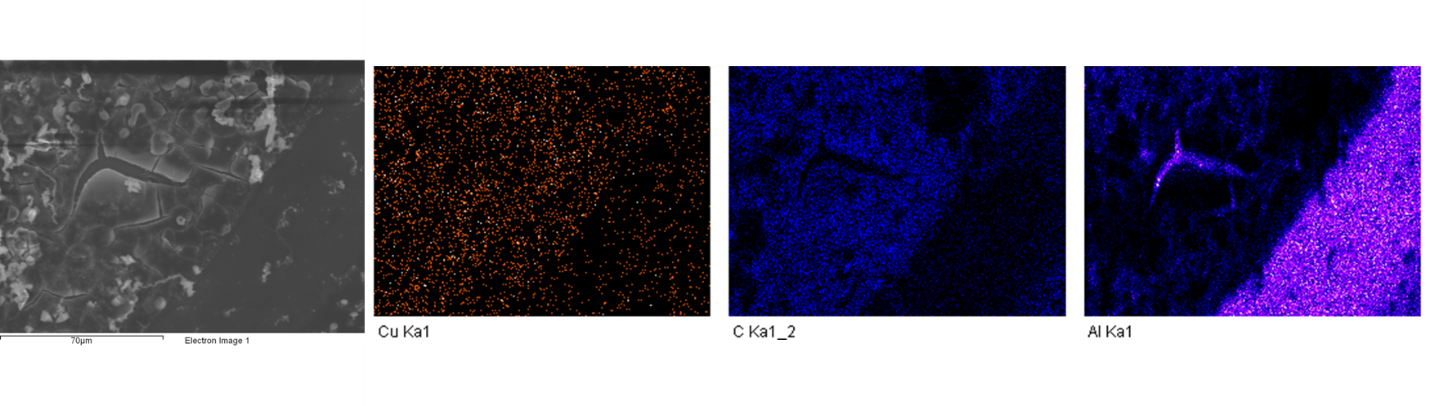 70µm
Electron Image 1
Cu Ka1
C Ka1_2
Al Ka1